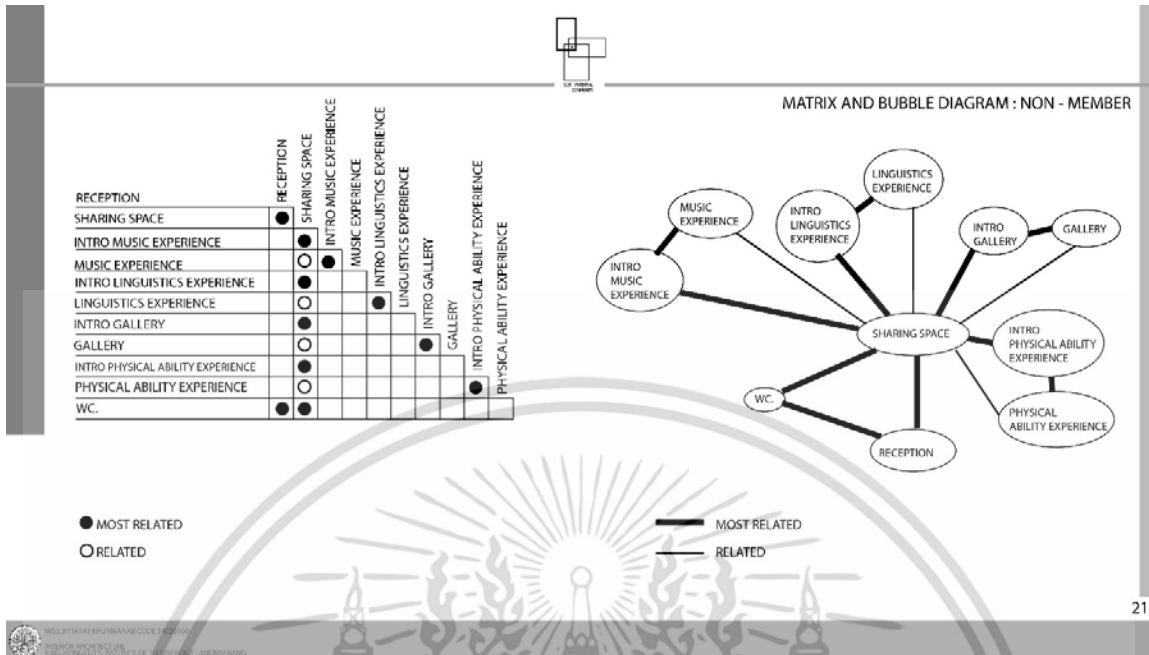 MATRIX AND BUBBLE DIAGRAM : NON - MEMBER
RECEPTION
SHARING SPACE
INTRO MUSIC EXPERIENCE
MUSIC EXPERIENCE
INTRO LINGUISTICS EXPERIENCE
LINGUISTICS EXPERIENCE
INTRO GALLERY
GALLERY
INTRO PHYSICAL ABILITY EXPERIENCE
PHYSICAL ABILITY EXPERIENCE
RECEPTION
SHARING SPACE
INTRO MUSIC EXPERIENCE
MUSIC EXPERIENCE
INTRO LINGUISTICS EXPERIENCE
LINGUISTICS EXPERIENCE
INTRO GALLERY
GALLERY
INTRO PHYSICAL ABILITY EXPERIENCE
PHYSICAL ABILITY EXPERIENCE
WC.
MOST RELATED
RELATED
LINGUISTICS
EXPERIENCE
MUSIC
EXPERIENCE
INTRO
LINGUISTICS
EXPERIENCE
INTRO
GALLERY
GALLERY
INTRO
MUSIC
EXPERIENCE
SHARING SPACE
INTRO
PHYSICAL ABILITY
EXPERIENCE
WC.
PHYSICAL
ABILITY EXPERIENCE
RECEPTION
MOST RELATED
RELATED
21
INTERIOR ARCHITECTURE